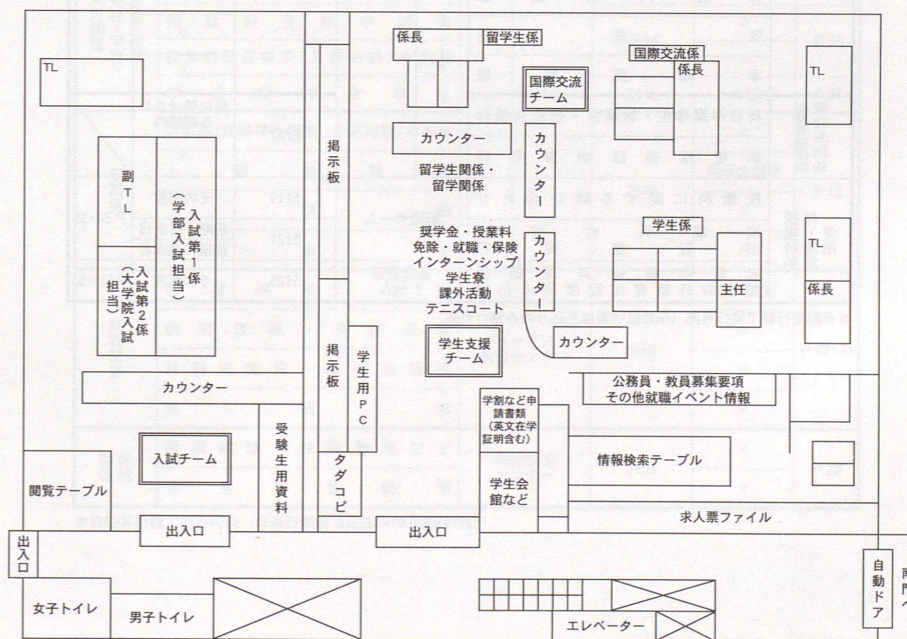 係長
留学生係
国際交流係
係長
TL
TL
国際交流
チーム
掲示板
カウンター
カウンター
留学生関係・
留学関係
副TL
入試第1係
（学部入試担当）
入試第2係
（大学院入試
担当）
奨学金・授業料
免除・就職・保険
インターンシップ
学生寮
課外活動
テニスコート
カウンター
学生係
TL
主任
係長
掲示板
学生用PC
学生支援
チーム
カウンター
カウンター
公務員・教員募集要項
その他就職イベント情報
学割など申
請書類
（英文在学
証明含む）
受験生用資料
入試チーム
タダコピ
情報検索テーブル
閲覧テーブル
学生会
館など
求人票ファイル
出入口
出入口
出入口
自動ドア
南門へ
女子トイレ
男子トイレ
エレベーター